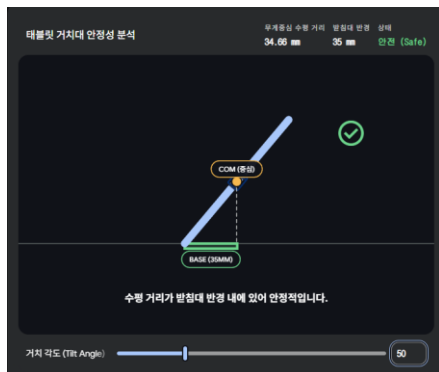 태블릿 거치대 안정성 분석
무게중심 수평 거리 받침대 반경 상태
34.66 mm 35 mm 안전 (Safe)
COM (중심)
BASE (35MM)
수평 거리가 받침대 반경 내에 있어 안정적입니다.
거치 각도 (Tilt Angle) 50